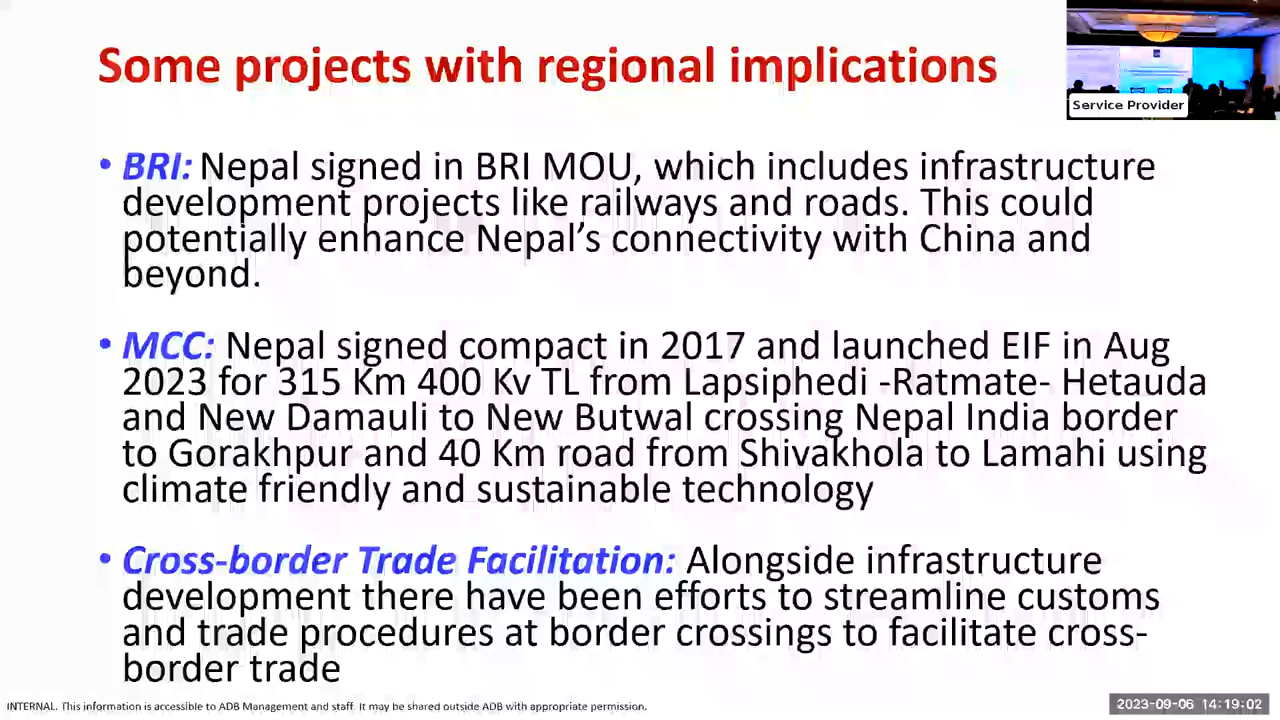 Some projects with regional implications
Service Provider
• BRI: Nepal signed in BRI MOU, which includes infrastructure
development projects like railways and roads. This could
potentially enhance Nepal’s connectivity with China and
beyond.
• MCC: Nepal signed compact in 2017 and launched EIF in Aug
2023 for 315 Km 400 Kv TL from Lapsiphedi -Ratmate- Hetauda
and New Damauli to New Butwal crossing Nepal India border
to Gorakhpur and 40 Km road from Shivakhola to Lamahi using
climate friendly and sustainable technology
• Cross-border Trade Facilitation: Alongside infrastructure
development there have been efforts to streamline customs
and trade procedures at border crossings to facilitate cross-
border trade
INTERNAL. This information is accessible to ADB Management and staff. It may be shared outside ADB with appropriate permission.
2023-09-06 14:19:02